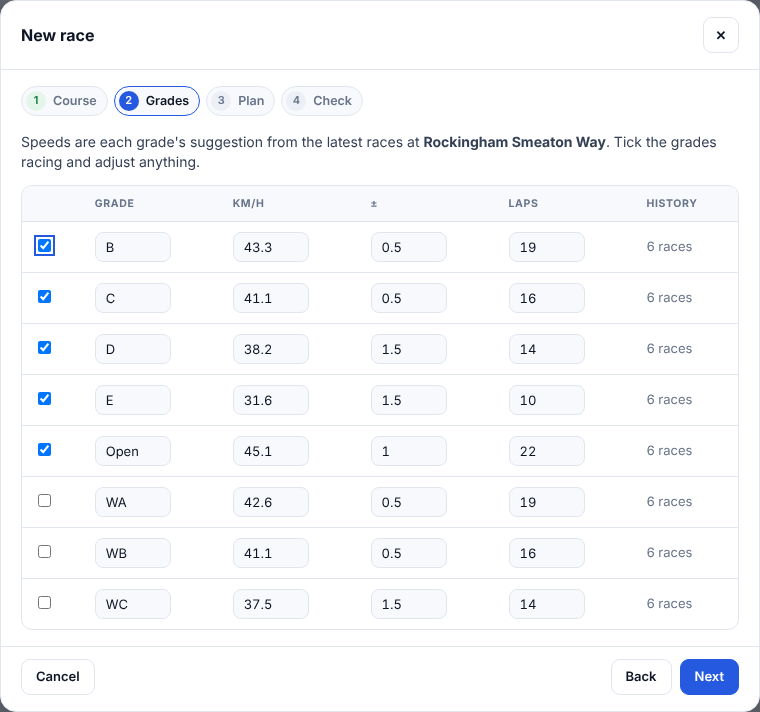 New race
×
1 Course 2 Grades 3 Plan 4 Check
Speeds are each grade's suggestion from the latest races at Rockingham Smeaton Way. Tick the grades
racing and adjust anything.
GRADE KM/H ± LAPS HISTORY
B 43.3 0.5 19 6 races
C 41.1 0.5 16 6 races
D 38.2 1.5 14 6 races
E 31.6 1.5 10 6 races
Open 45.1 1 22 6 races
WA 42.6 0.5 19 6 races
WB 41.1 0.5 16 6 races
WC 37.5 1.5 14 6 races
Cancel Back Next